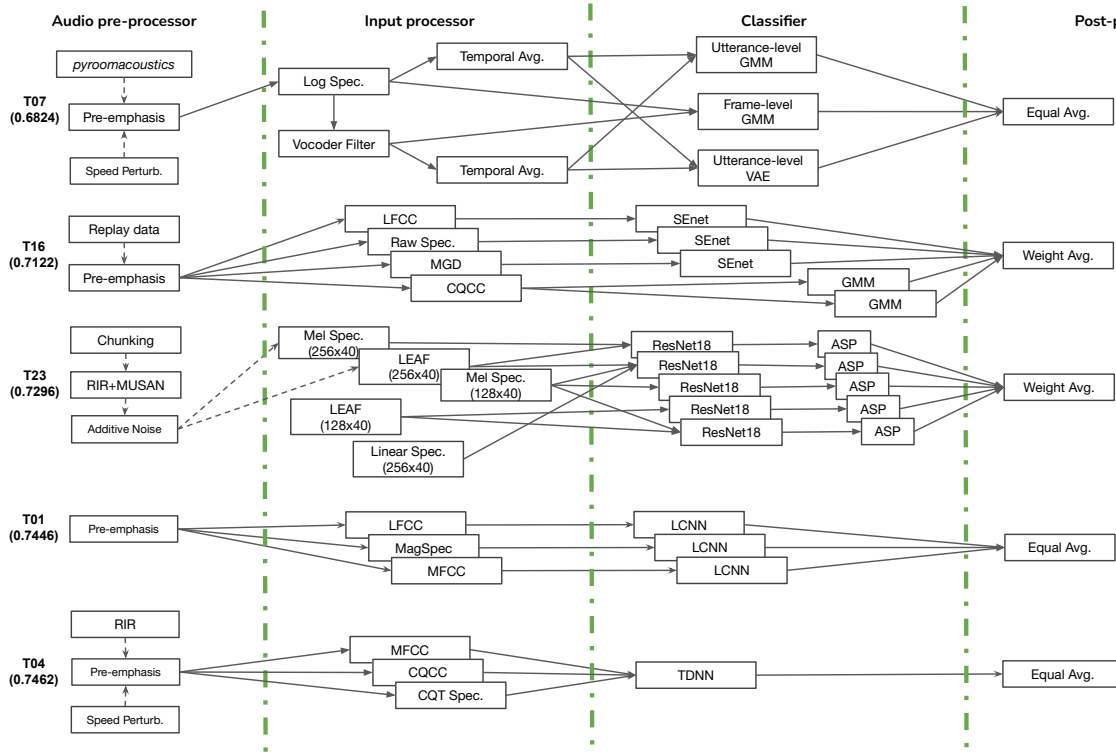 Audio pre-processor
Input processor
Classifier
Post-p
T07
(0.6824)
pyroomacoustics
Pre-emphasis
Speed Perturb.
Log Spec.
Vocoder Filter
Temporal Avg.
Temporal Avg.
Utterance-level
GMM
Frame-level
GMM
Utterance-level
VAE
Equal Avg.
T16
(0.7122)
Replay data
Pre-emphasis
LFCC
Raw Spec.
MGD
CQCC
SEnet
SEnet
SEnet
GMM
GMM
Weight Avg.
T23
(0.7296)
Chunking
RIR+MUSAN
Additive Noise
Mel Spec.
(256x40)
LEAF
(256x40)
Mel Spec.
(128x40)
LEAF
(128x40)
Linear Spec.
(256x40)
ResNet18
ResNet18
ResNet18
ResNet18
ResNet18
ASP
ASP
ASP
ASP
ASP
Weight Avg.
T01
(0.7446)
Pre-emphasis
LFCC
MagSpec
MFCC
LCNN
LCNN
LCNN
Equal Avg.
T04
(0.7462)
RIR
Pre-emphasis
Speed Perturb.
MFCC
CQCC
CQT Spec.
TDNN
Equal Avg.